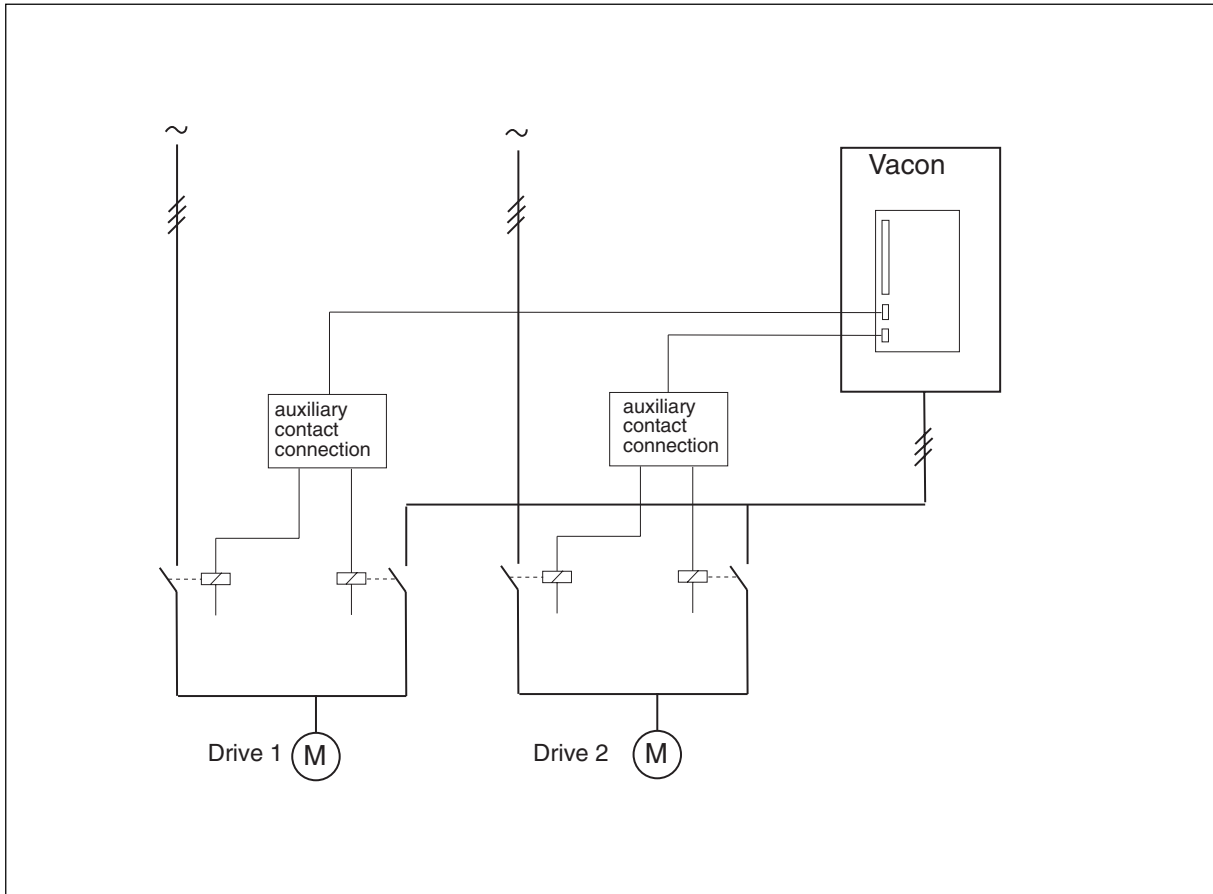 ~
~
Vacon
auxiliary
contact
connection
auxiliary
contact
connection
Drive 1
M
Drive 2
M